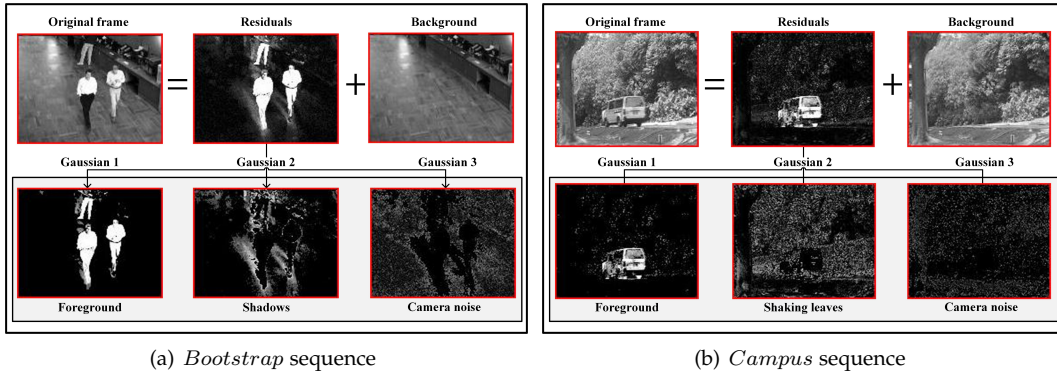 Original frame Residuals Background
= +
Gaussian 1 Gaussian 2 Gaussian 3
Foreground Shadows Camera noise
(a) Bootstrap sequence
Original frame Residuals Background
= +
Gaussian 1 Gaussian 2 Gaussian 3
Foreground Shaking leaves Camera noise
(b) Campus sequence